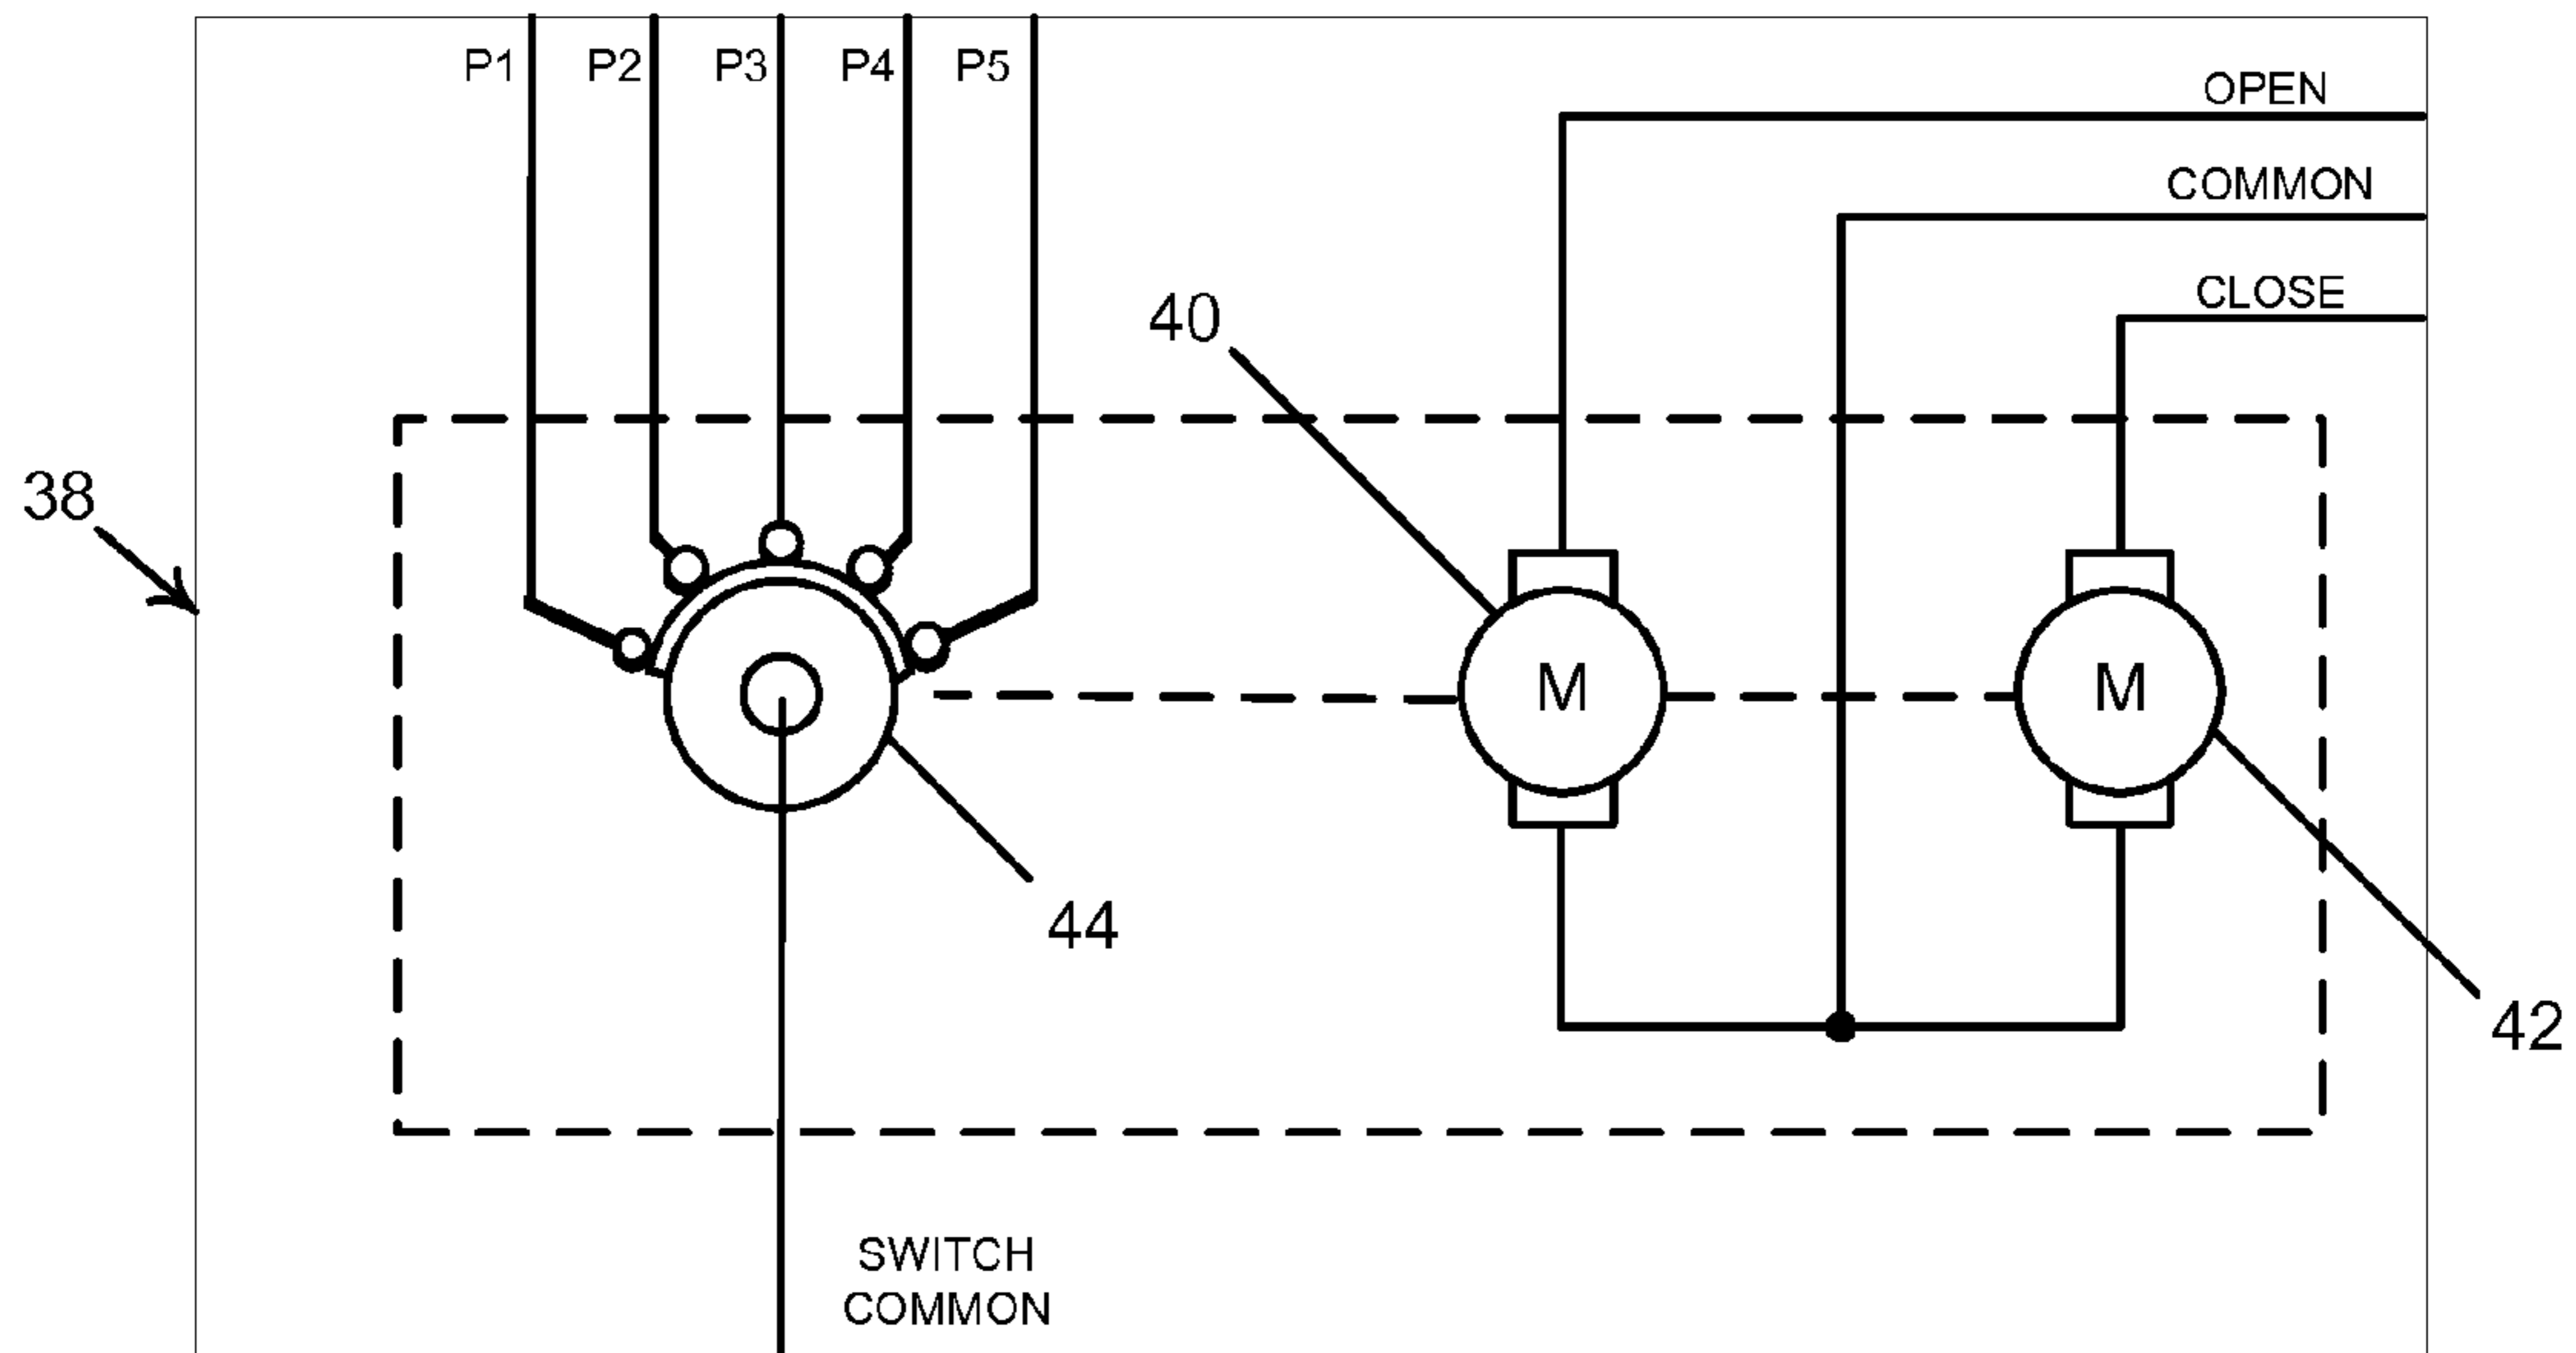 P1 P2 P3 P4 P5
OPEN
COMMON
CLOSE
40
38
M M
44
42
SWITCH
COMMON